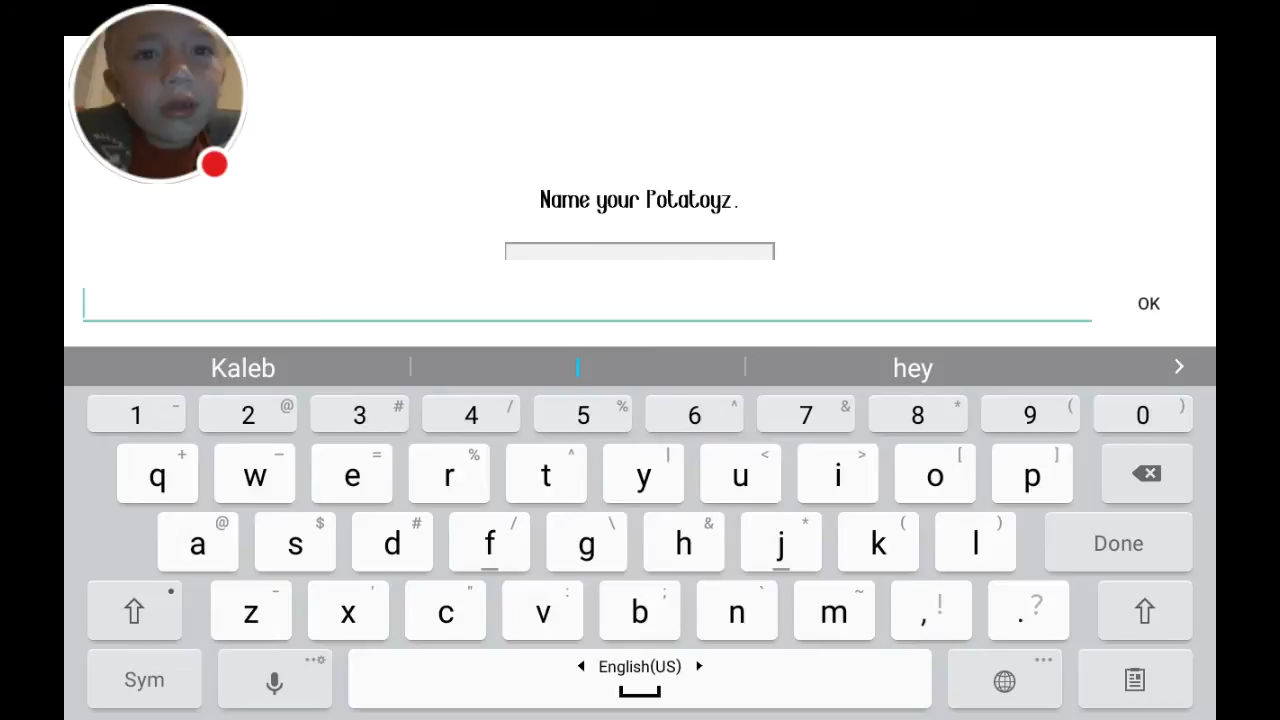 Name your Potatoyz.
OK
Kaleb I hey
1 - 2 @ 3 # 4 / 5 % 6 ^ 7 & 8 * 9 ( 0 )
q + w - e = r % t ^ y | u < i > o [ p ]
a @ s $ d # f / g \ h & j * k ( l ) Done
z - x ' c " v : b ; n ` m ~ , ! . ?
Sym English(US)